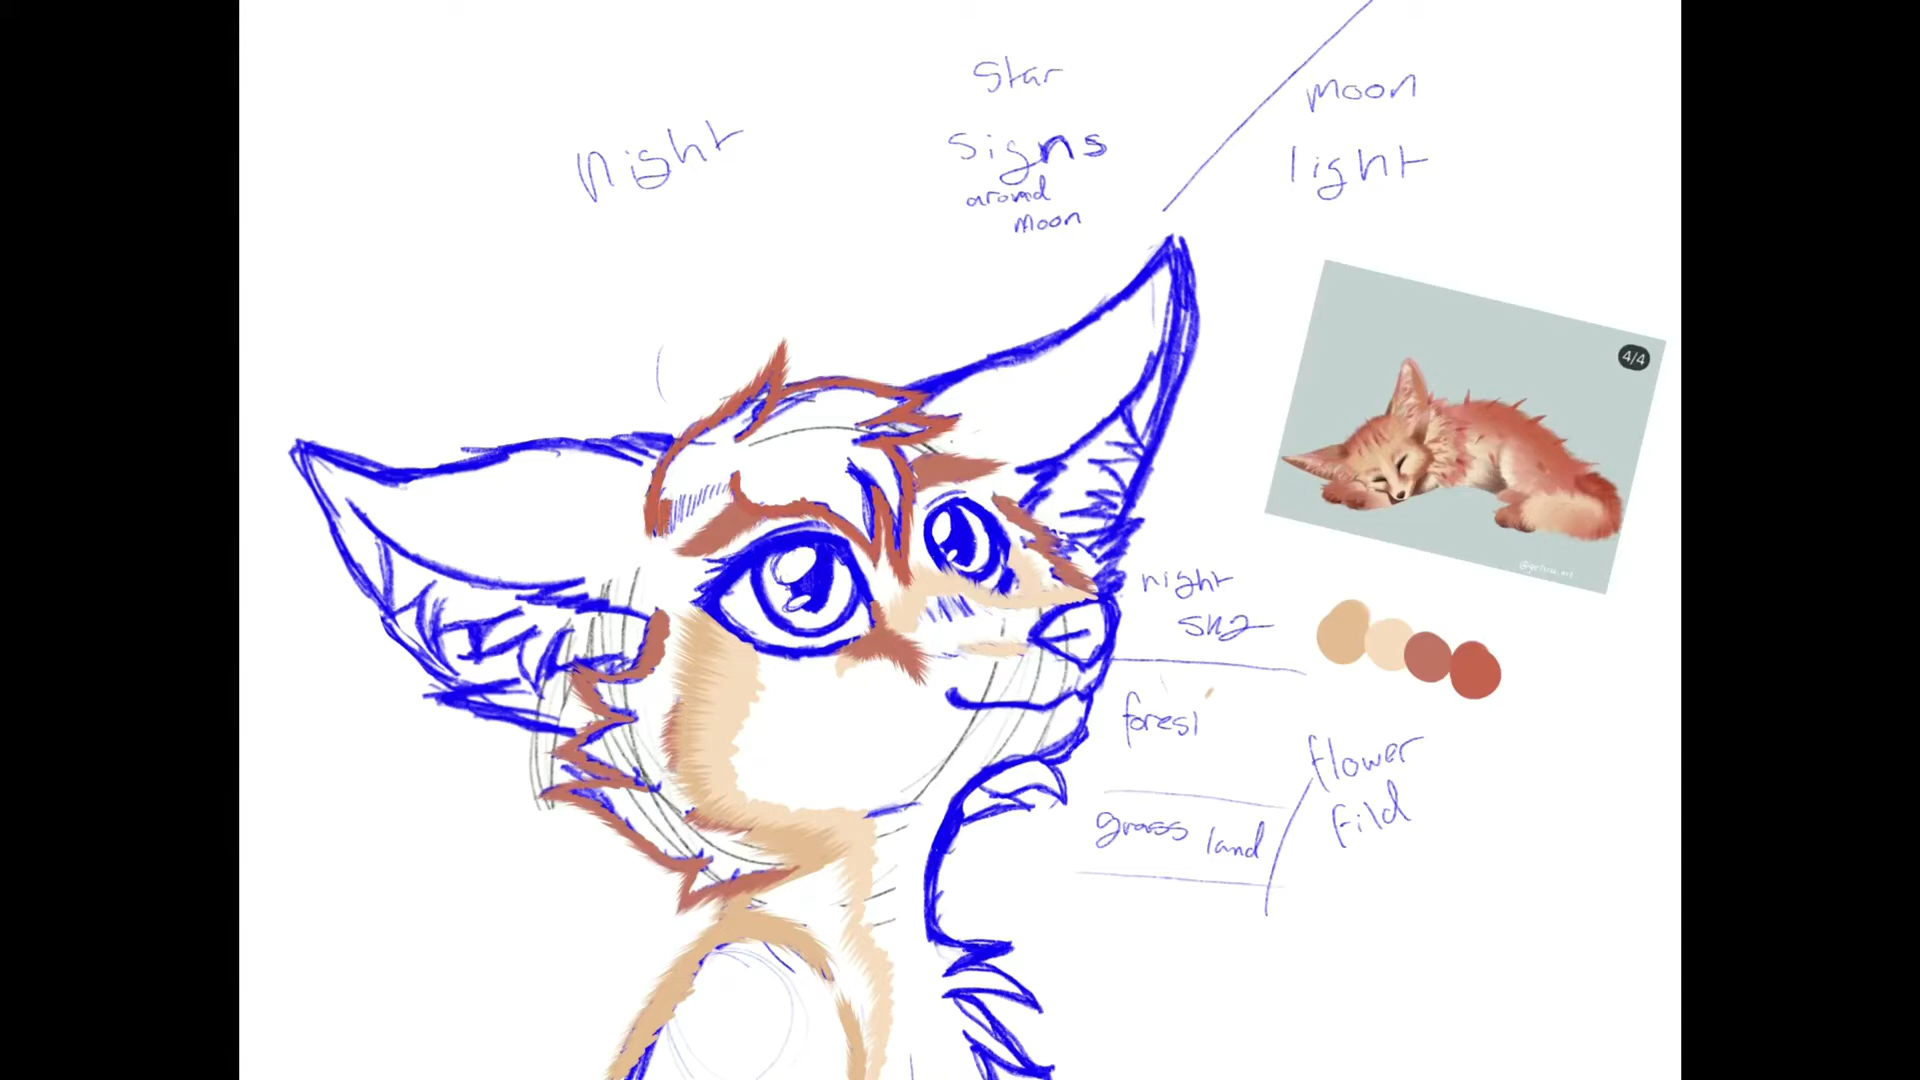 Star
moon
night
signs
light
around
moon
4/4
night
sky
forest
flower
fild
grass land